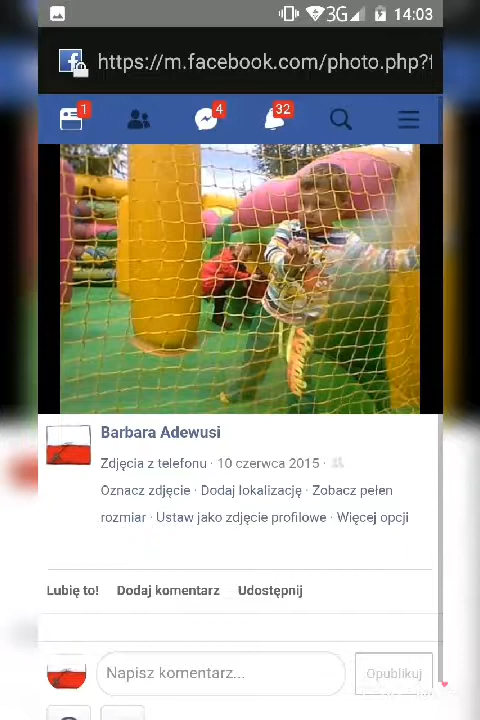 3G 14:03
https://m.facebook.com/photo.php?
1 4 32
Barbara Adewusi
Zdjęcia z telefonu · 10 czerwca 2015 ·
Oznacz zdjęcie · Dodaj lokalizację · Zobacz pełen
rozmiar · Ustaw jako zdjęcie profilowe · Więcej opcji
Lubię to! Dodaj komentarz Udostępnij
Napisz komentarz... Opublikuj